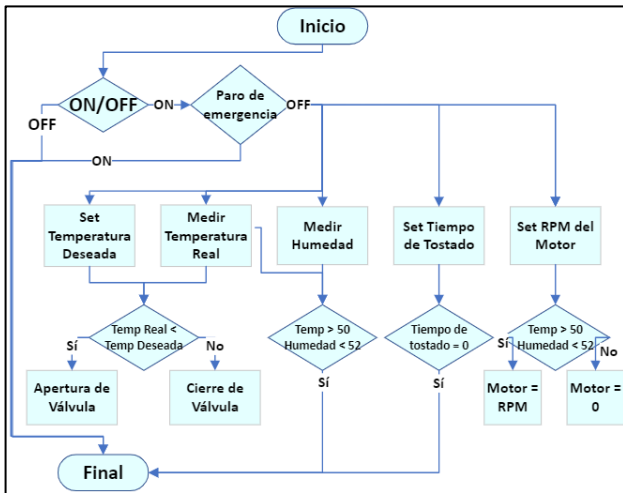 Inicio
ON/OFF
ON
Paro de
emergencia
OFF
OFF
ON
Set
Temperatura
Deseada
Medir
Temperatura
Real
Medir
Humedad
Set Tiempo
de Tostado
Set RPM del
Motor
Temp Real <
Temp Deseada
Temp > 50
Humedad < 52
Tiempo de
tostado = 0
Temp > 50
Humedad < 52
Sí
No
Sí
Sí
Sí
No
Apertura de
Válvula
Cierre de
Válvula
Motor =
RPM
Motor =
0
Final